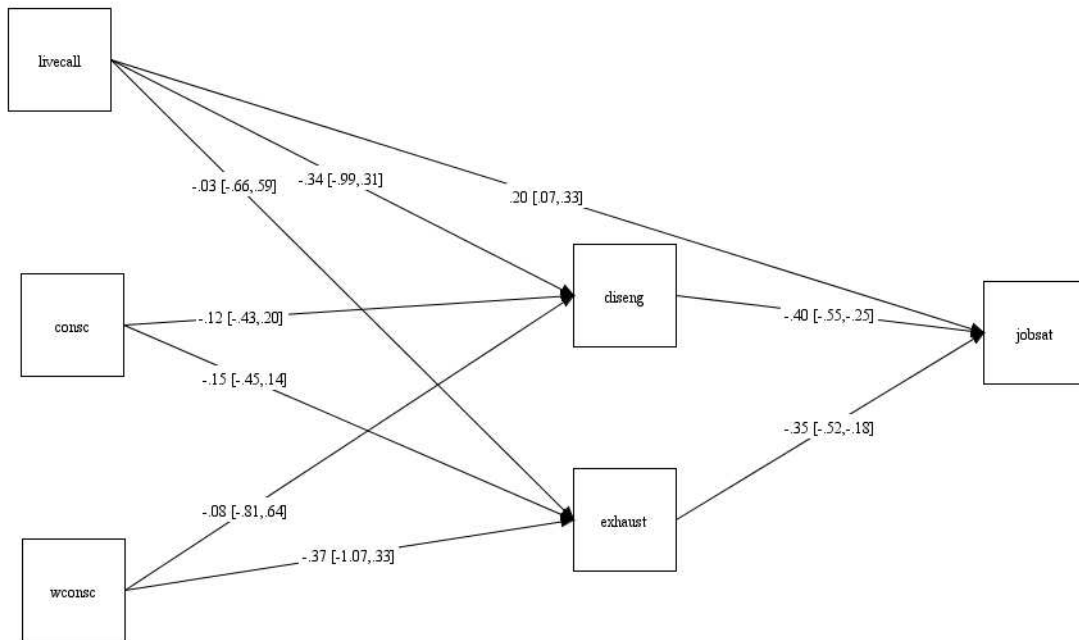 livecall
-.03 [-.66,.59]
-.34 [-.99,.31]
.20 [.07,.33]
consc
-.12 [-.43,.20]
-.15 [-.45,.14]
diseng
-.40 [-.55,-.25]
jobsat
-.35 [-.52,-.18]
exhaust
-.08 [-.81,.64]
-.37 [-1.07,.33]
wconsc